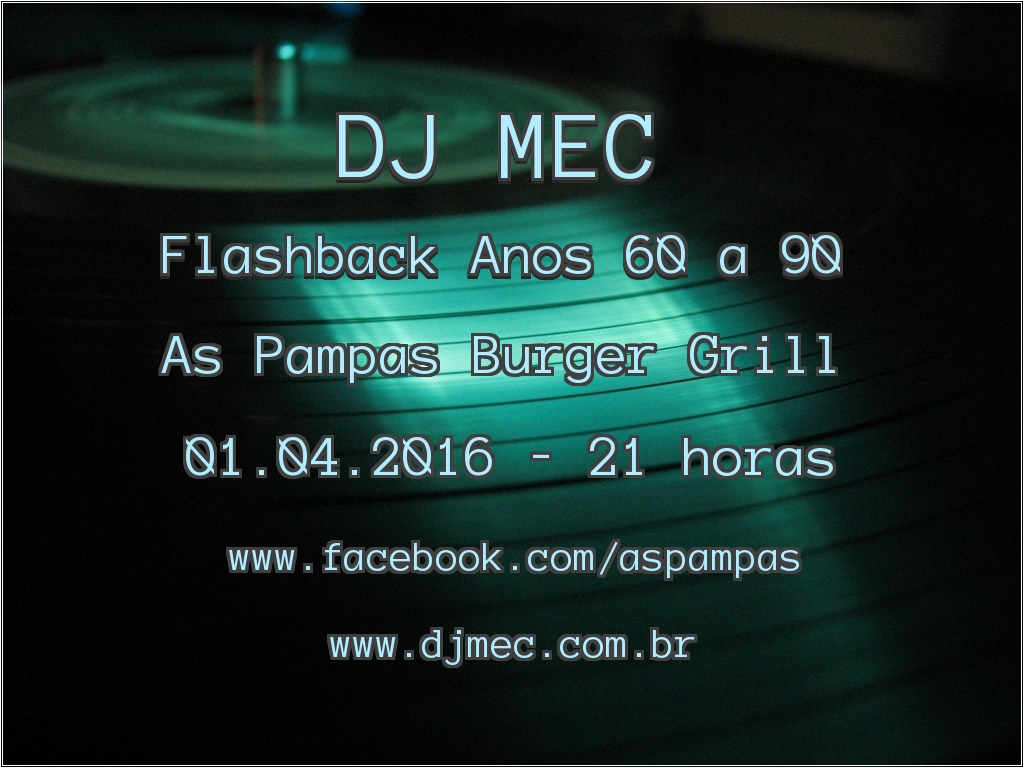 DJ MEC
Flashback Anos 60 a 90
As Pampas Burger Grill
01.04.2016 - 21 horas
www.facebook.com/aspampas
www.djmec.com.br